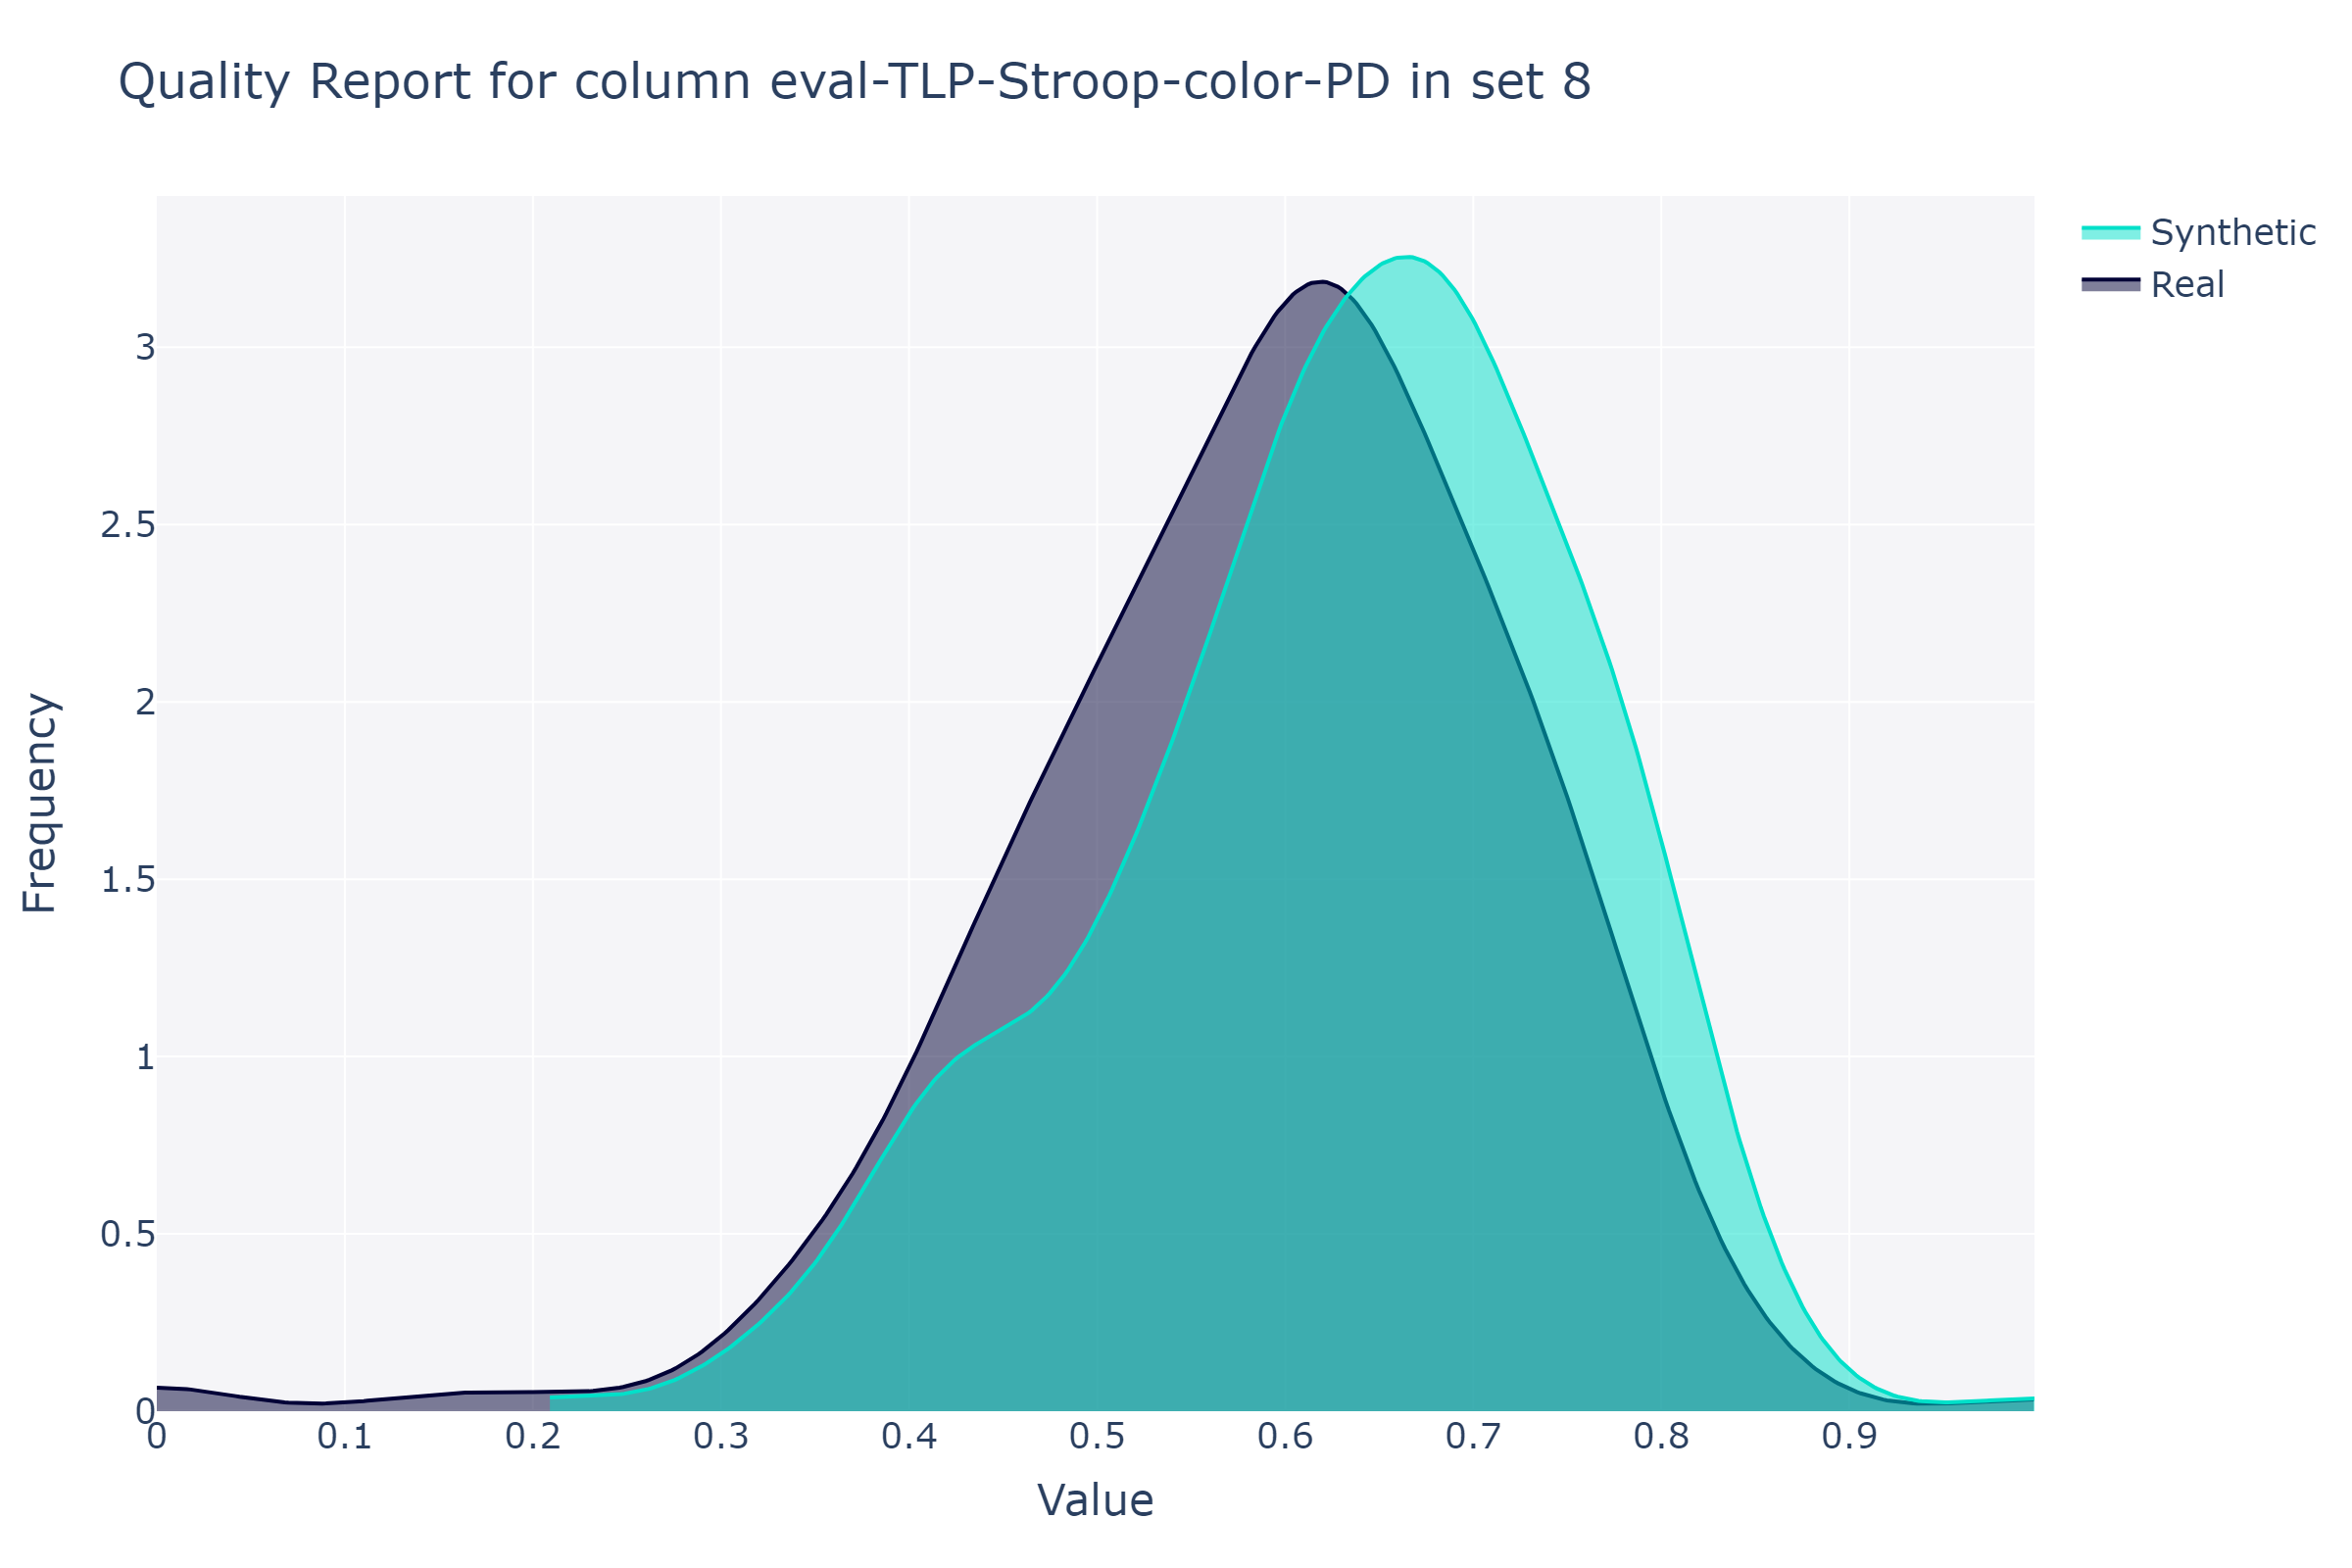 Quality Report for column eval-TLP-Stroop-color-PD in set 8
Synthetic
Real
Frequency
3
2.5
2
1.5
1
0.5
0
0 0.1 0.2 0.3 0.4 0.5 0.6 0.7 0.8 0.9
Value